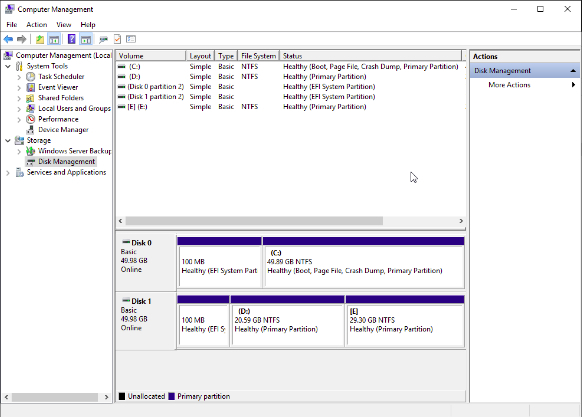 Computer Management
File Action View Help
Computer Management (Local
System Tools
Task Scheduler
Event Viewer
Shared Folders
Local Users and Groups
Performance
Device Manager
Storage
Windows Server Backup
Disk Management
Services and Applications
Volume Layout Type File System Status
(C:) Simple Basic NTFS Healthy (Boot, Page File, Crash Dump, Primary Partition)
(D:) Simple Basic NTFS Healthy (Primary Partition)
(Disk 0 partition 2) Simple Basic Healthy (EFI System Partition)
(Disk 1 partition 2) Simple Basic Healthy (EFI System Partition)
[E] (E:) Simple Basic NTFS Healthy (Primary Partition)
Actions
Disk Management
More Actions
Disk 0
Basic
49.98 GB
Online
100 MB
Healthy (EFI System Part
(C:)
49.89 GB NTFS
Healthy (Boot, Page File, Crash Dump, Primary Partition)
Disk 1
Basic
49.98 GB
Online
100 MB
Healthy (EFI S
(D:)
20.59 GB NTFS
Healthy (Primary Partition)
[E]
29.30 GB NTFS
Healthy (Primary Partition)
Unallocated Primary partition